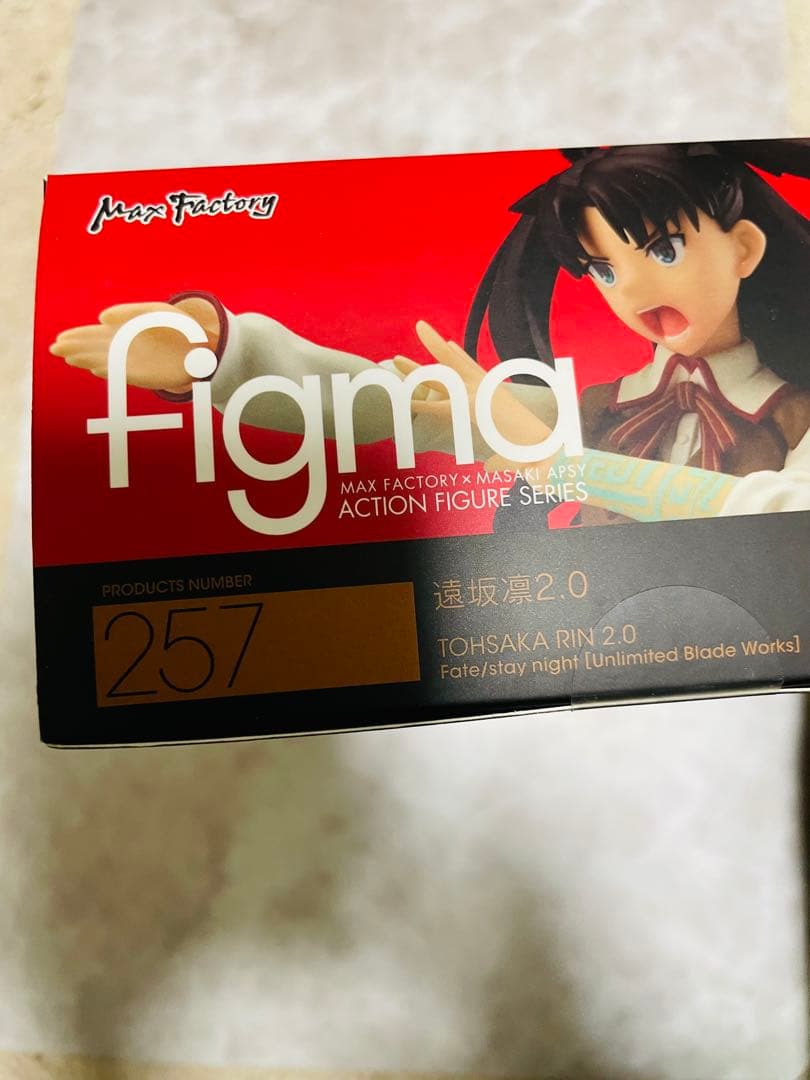 Max Factory
figma
MAX FACTORY × MASAKI APSY
ACTION FIGURE SERIES
PRODUCTS NUMBER
257
遠坂凛2.0
TOHSAKA RIN 2.0
Fate/stay night [Unlimited Blade Works]